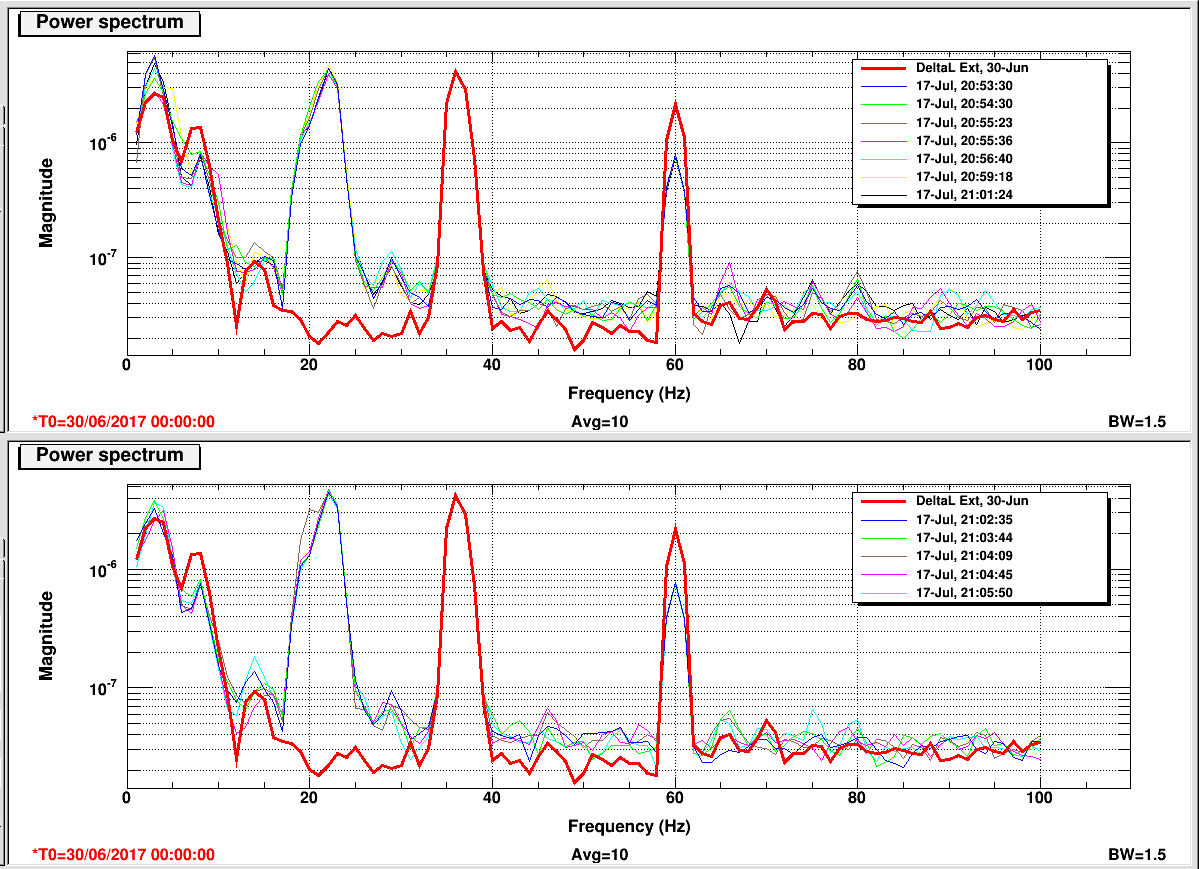 Power spectrum
Magnitude
10-6
10-7
DeltaL Ext, 30-Jun
17-Jul, 20:53:30
17-Jul, 20:54:30
17-Jul, 20:55:23
17-Jul, 20:55:36
17-Jul, 20:56:40
17-Jul, 20:59:18
17-Jul, 21:01:24
0 20 40 60 80 100
Frequency (Hz)
*T0=30/06/2017 00:00:00 Avg=10 BW=1.5
Power spectrum
Magnitude
10-6
10-7
DeltaL Ext, 30-Jun
17-Jul, 21:02:35
17-Jul, 21:03:44
17-Jul, 21:04:09
17-Jul, 21:04:45
17-Jul, 21:05:50
0 20 40 60 80 100
Frequency (Hz)
*T0=30/06/2017 00:00:00 Avg=10 BW=1.5